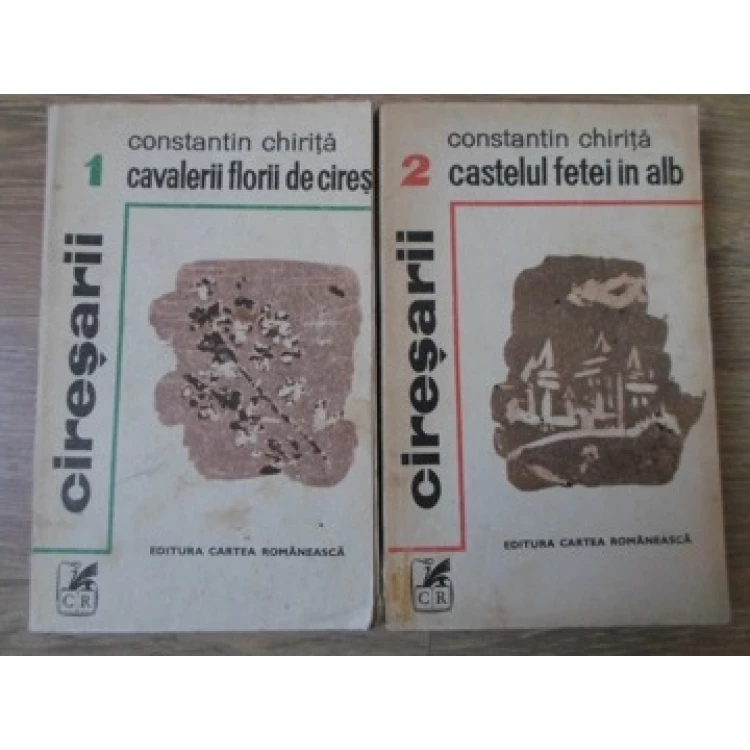 constantin chiriță
1 cavalerii florii de cireș
cireșarii
EDITURA CARTEA ROMÂNEASCĂ
CR
constantin chiriță
2 castelul fetei in alb
cireșarii
EDITURA CARTEA ROMÂNEASCĂ
CR